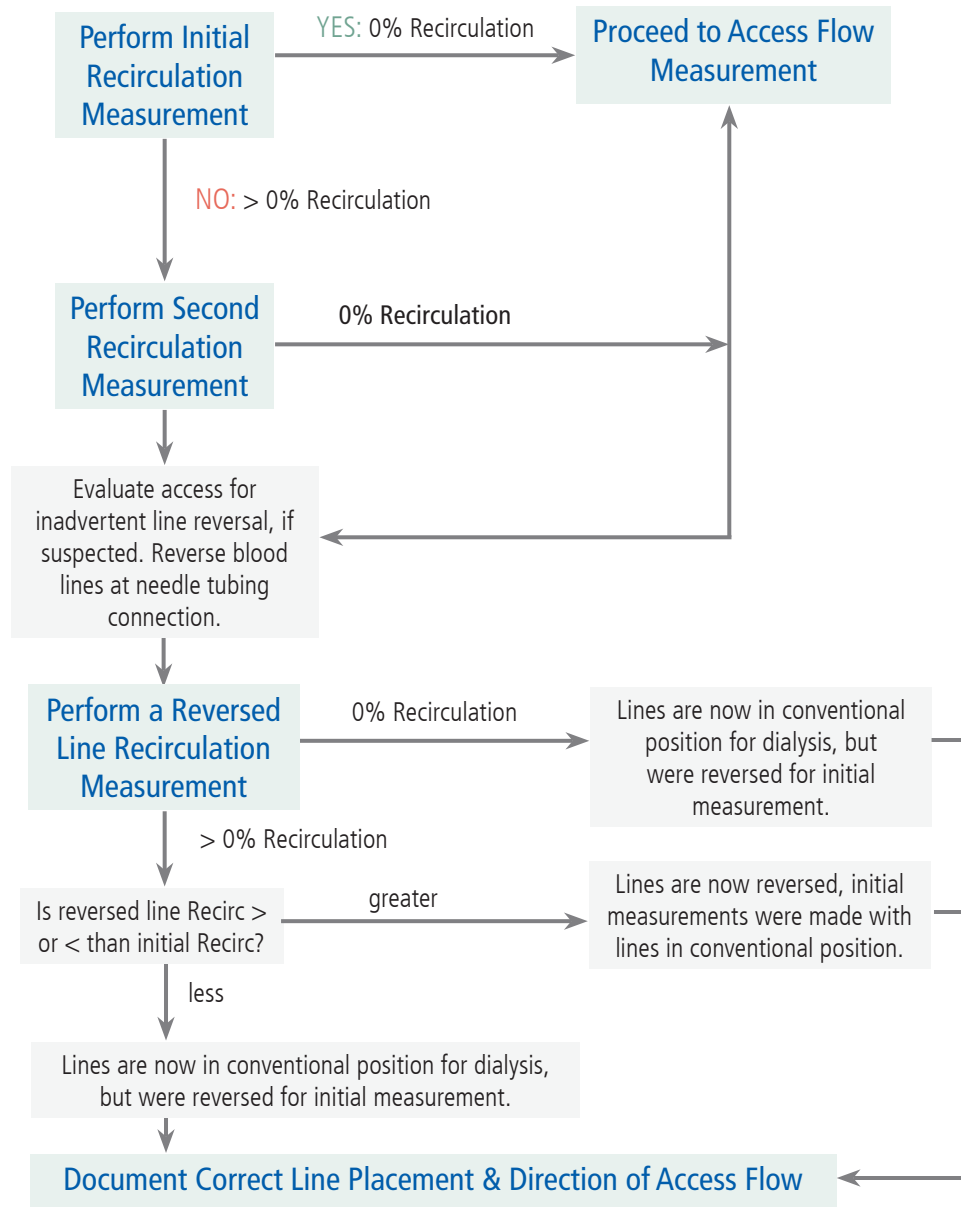 Perform Initial
Recirculation
Measurement
YES: 0% Recirculation
Proceed to Access Flow
Measurement
NO: > 0% Recirculation
Perform Second
Recirculation
Measurement
0% Recirculation
Evaluate access for
inadvertent line reversal, if
suspected. Reverse blood
lines at needle tubing
connection.
Perform a Reversed
Line Recirculation
Measurement
0% Recirculation
Lines are now in conventional
position for dialysis, but
were reversed for initial
measurement.
> 0% Recirculation
Is reversed line Recirc >
or < than initial Recirc?
greater
Lines are now reversed, initial
measurements were made with
lines in conventional position.
less
Lines are now in conventional position for dialysis,
but were reversed for initial measurement.
Document Correct Line Placement & Direction of Access Flow